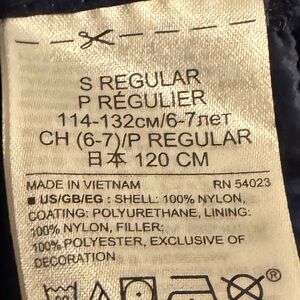 S REGULAR
P RÉGULIER
114-132см/6-7лет
CH (6-7)/P REGULAR
日本 120 CM
MADE IN VIETNAM RN 54023
■ US/GB/EG : SHELL: 100% NYLON,
COATING: POLYURETHANE, LINING:
100% NYLON, FILLER:
100% POLYESTER, EXCLUSIVE OF
DECORATION